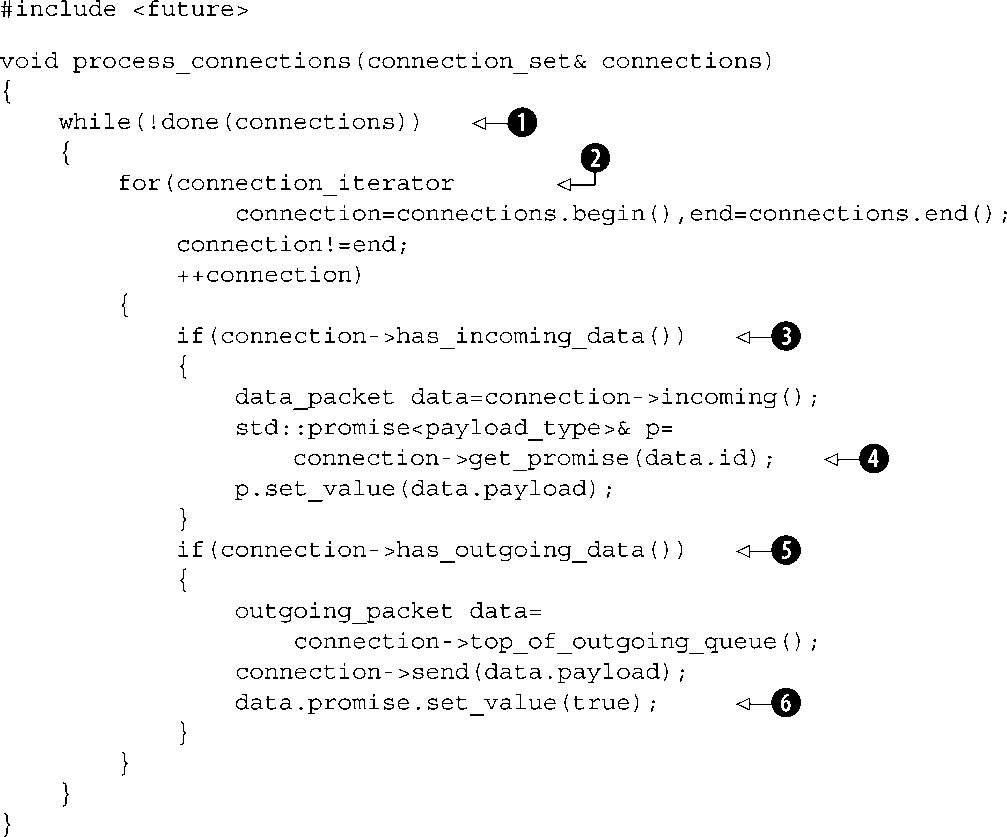 #include <future>

void process_connections(connection_set& connections)
{
    while(!done(connections))    ❶
    {
        for(connection_iterator    ❷
                connection=connections.begin(),end=connections.end();
            connection!=end;
            ++connection)
        {
            if(connection->has_incoming_data())    ❸
            {
                data_packet data=connection->incoming();
                std::promise<payload_type>& p=
                    connection->get_promise(data.id);    ❹
                p.set_value(data.payload);
            }
            if(connection->has_outgoing_data())    ❺
            {
                outgoing_packet data=
                    connection->top_of_outgoing_queue();
                connection->send(data.payload);
                data.promise.set_value(true);    ❻
            }
        }
    }
}